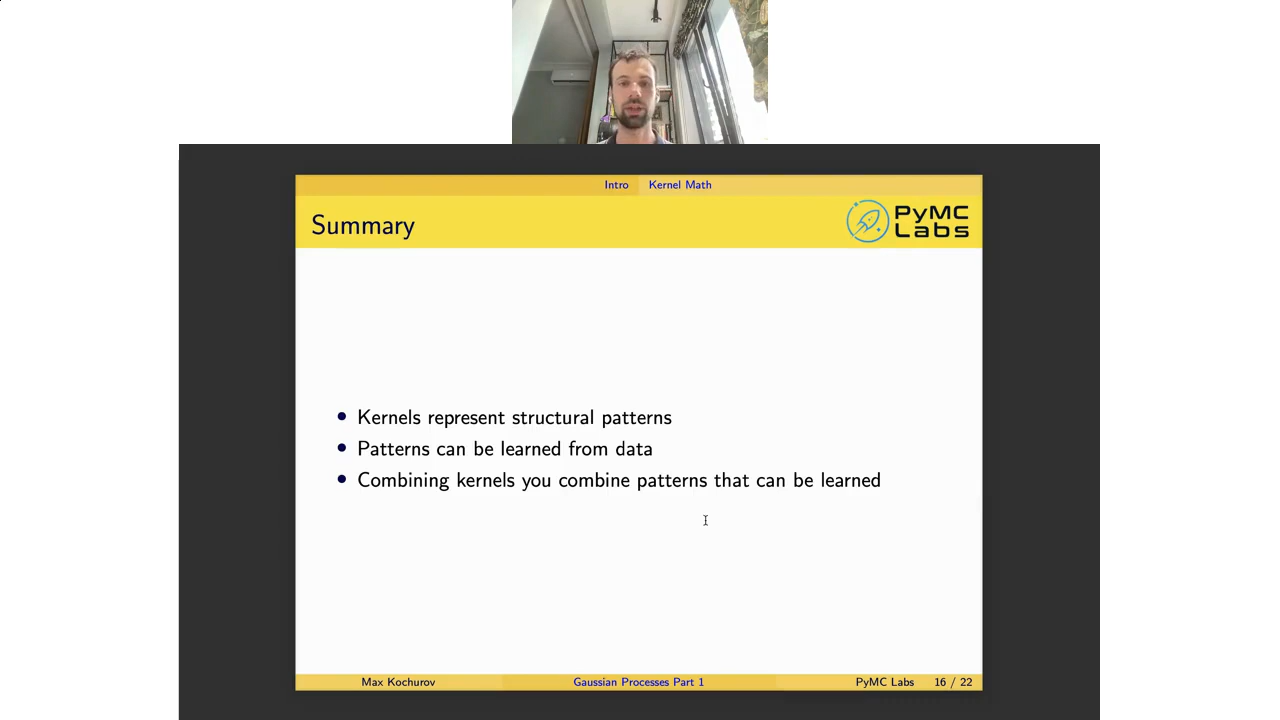 Intro Kernel Math
Summary
PyMC
Labs
Kernels represent structural patterns
Patterns can be learned from data
Combining kernels you combine patterns that can be learned
Max Kochurov Gaussian Processes Part 1 PyMC Labs 16 / 22